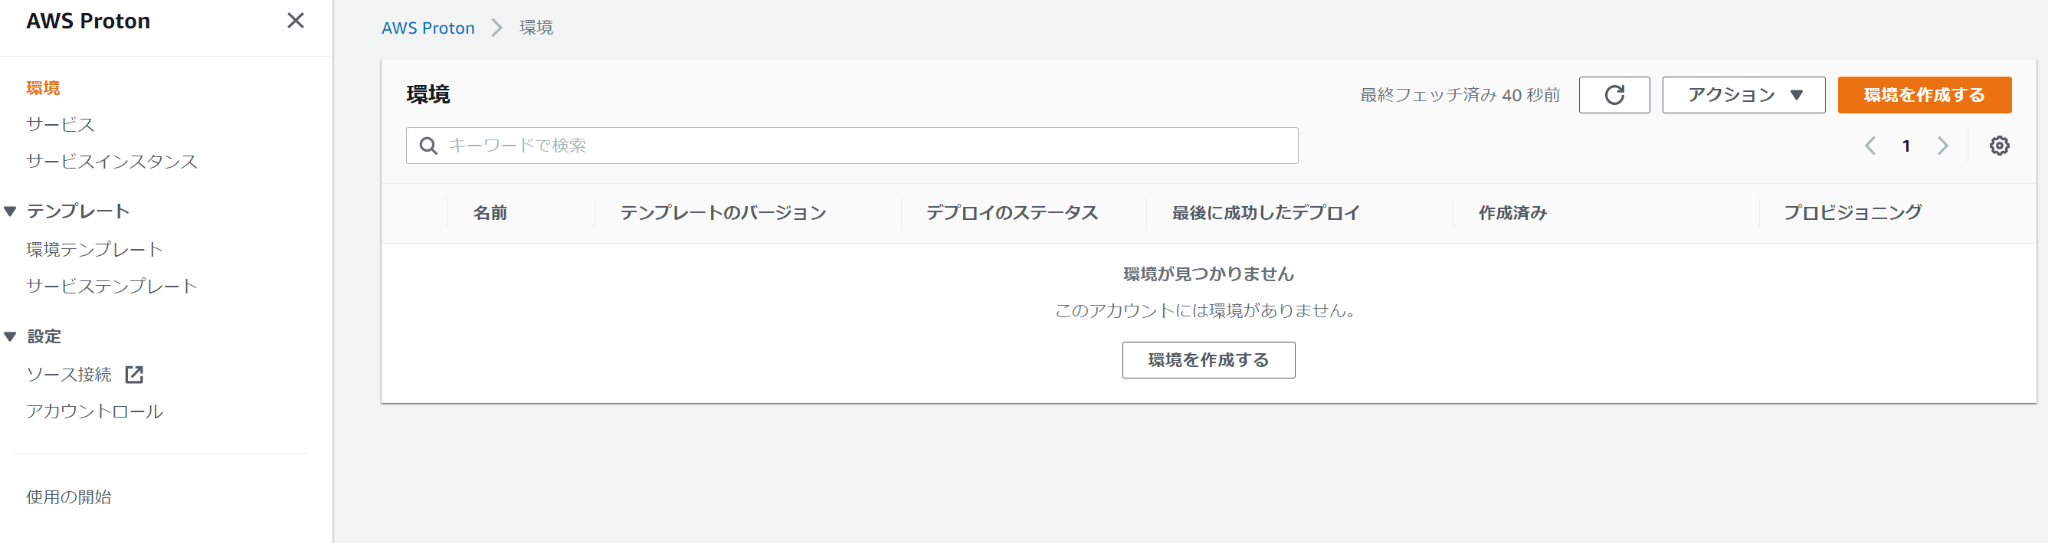 AWS Proton
環境
サービス
サービスインスタンス
テンプレート
環境テンプレート
サービステンプレート
設定
ソース接続
アカウントロール
使用の開始
AWS Proton 環境
環境
最終フェッチ済み 40 秒前
アクション
環境を作成する
キーワードで検索
1
名前 テンプレートのバージョン デプロイのステータス 最後に成功したデプロイ 作成済み プロビジョニング
環境が見つかりません
このアカウントには環境がありません。
環境を作成する